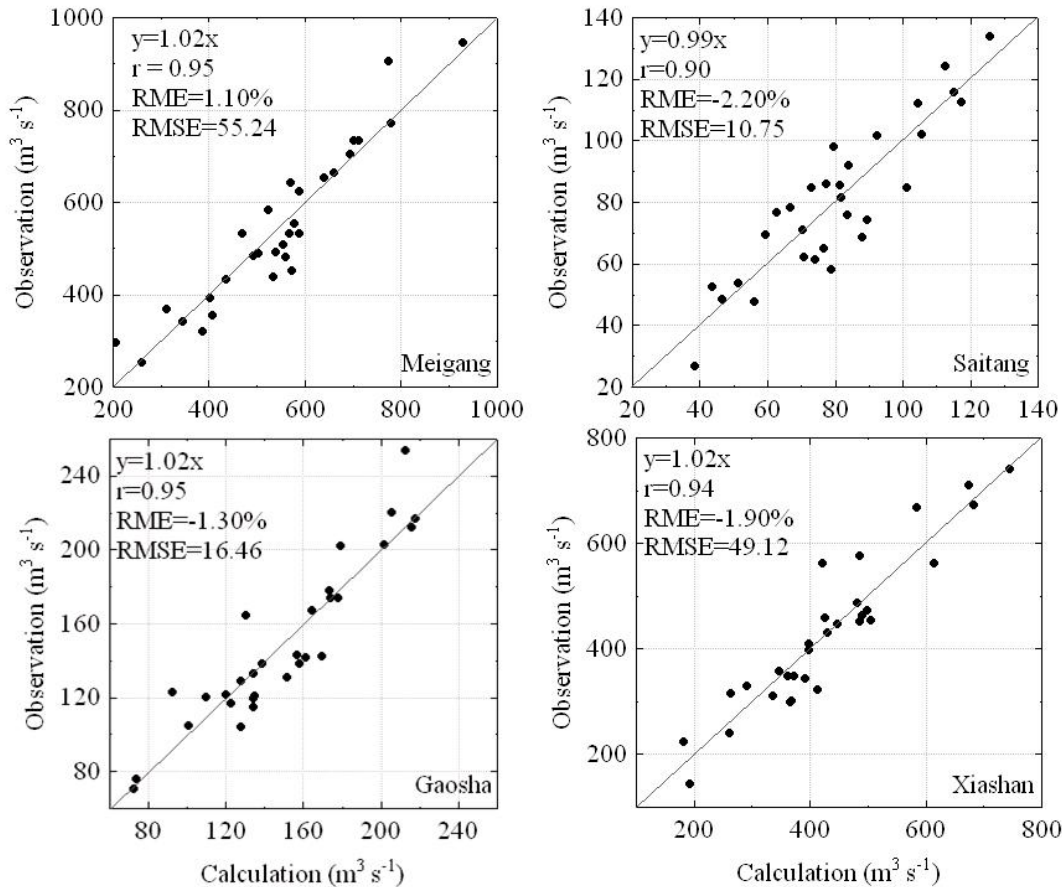 1000
800
600
400
200
Observation (m³ s⁻¹)
y=1.02x
r = 0.95
RME=1.10%
RMSE=55.24
Meigang
200 400 600 800 1000
140
120
100
80
60
40
20
Observation (m³ s⁻¹)
y=0.99x
r=0.90
RME=-2.20%
RMSE=10.75
Saitang
20 40 60 80 100 120 140
240
200
160
120
80
Observation (m³ s⁻¹)
y=1.02x
r=0.95
RME=-1.30%
RMSE=16.46
Gaosha
80 120 160 200 240
Calculation (m³ s⁻¹)
800
600
400
200
Observation (m³ s⁻¹)
y=1.02x
r=0.94
RME=-1.90%
RMSE=49.12
Xiashan
200 400 600 800
Calculation (m³ s⁻¹)